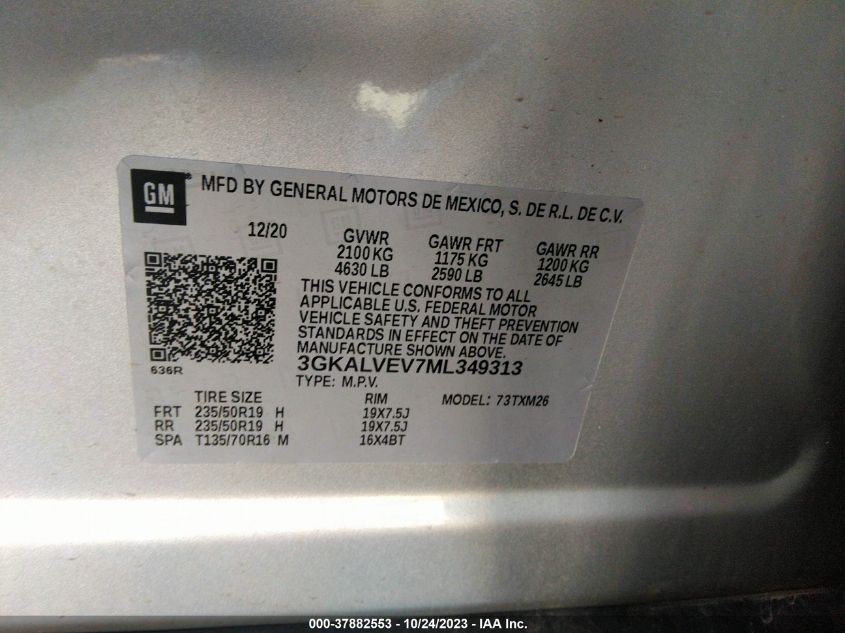 GM ® MFD BY GENERAL MOTORS DE MEXICO, S. DE R.L. DE C.V.
12/20 GVWR GAWR FRT GAWR RR
2100 KG 1175 KG 1200 KG
4630 LB 2590 LB 2645 LB
THIS VEHICLE CONFORMS TO ALL
APPLICABLE U.S. FEDERAL MOTOR
VEHICLE SAFETY AND THEFT PREVENTION
STANDARDS IN EFFECT ON THE DATE OF
MANUFACTURE SHOWN ABOVE.
636R
3GKALVEV7ML349313
TYPE: M.P.V.
TIRE SIZE RIM MODEL: 73TXM26
FRT 235/50R19 H 19X7.5J
RR 235/50R19 H 19X7.5J
SPA T135/70R16 M 16X4BT
000-37882553 - 10/24/2023 - IAA Inc.